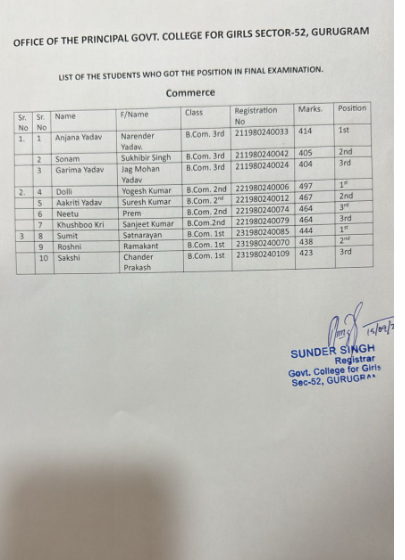 OFFICE OF THE PRINCIPAL GOVT. COLLEGE FOR GIRLS SECTOR-52, GURUGRAM
LIST OF THE STUDENTS WHO GOT THE POSITION IN FINAL EXAMINATION.
Commerce
Sr. No Sr. No Name F/Name Class Registration No Marks. Position
1. 1 Anjana Yadav Narender Yadav. B.Com. 3rd 211980240033 414 1st
2 Sonam Sukhibir Singh B.Com. 3rd 211980240042 405 2nd
3 Garima Yadav Jag Mohan Yadav B.Com. 3rd 211980240024 404 3rd
2. 4 Dolli Yogesh Kumar B.Com. 2nd 221980240006 497 1st
5 Aakriti Yadav Suresh Kumar B.Com. 2nd 221980240012 467 2nd
6 Neetu Prem B.Com. 2nd 221980240074 464 3rd
7 Khushboo Kri Sanjeet Kumar B.Com.2nd 221980240079 464 3rd
3 8 Sumit Satnarayan B.Com. 1st 231980240085 444 1st
9 Roshni Ramakant B.Com. 1st 231980240070 438 2nd
10 Sakshi Chander Prakash B.Com. 1st 231980240109 423 3rd
SUNDER SINGH
Registrar
Govt. College for Girls
Sec-52, GURUGRAM